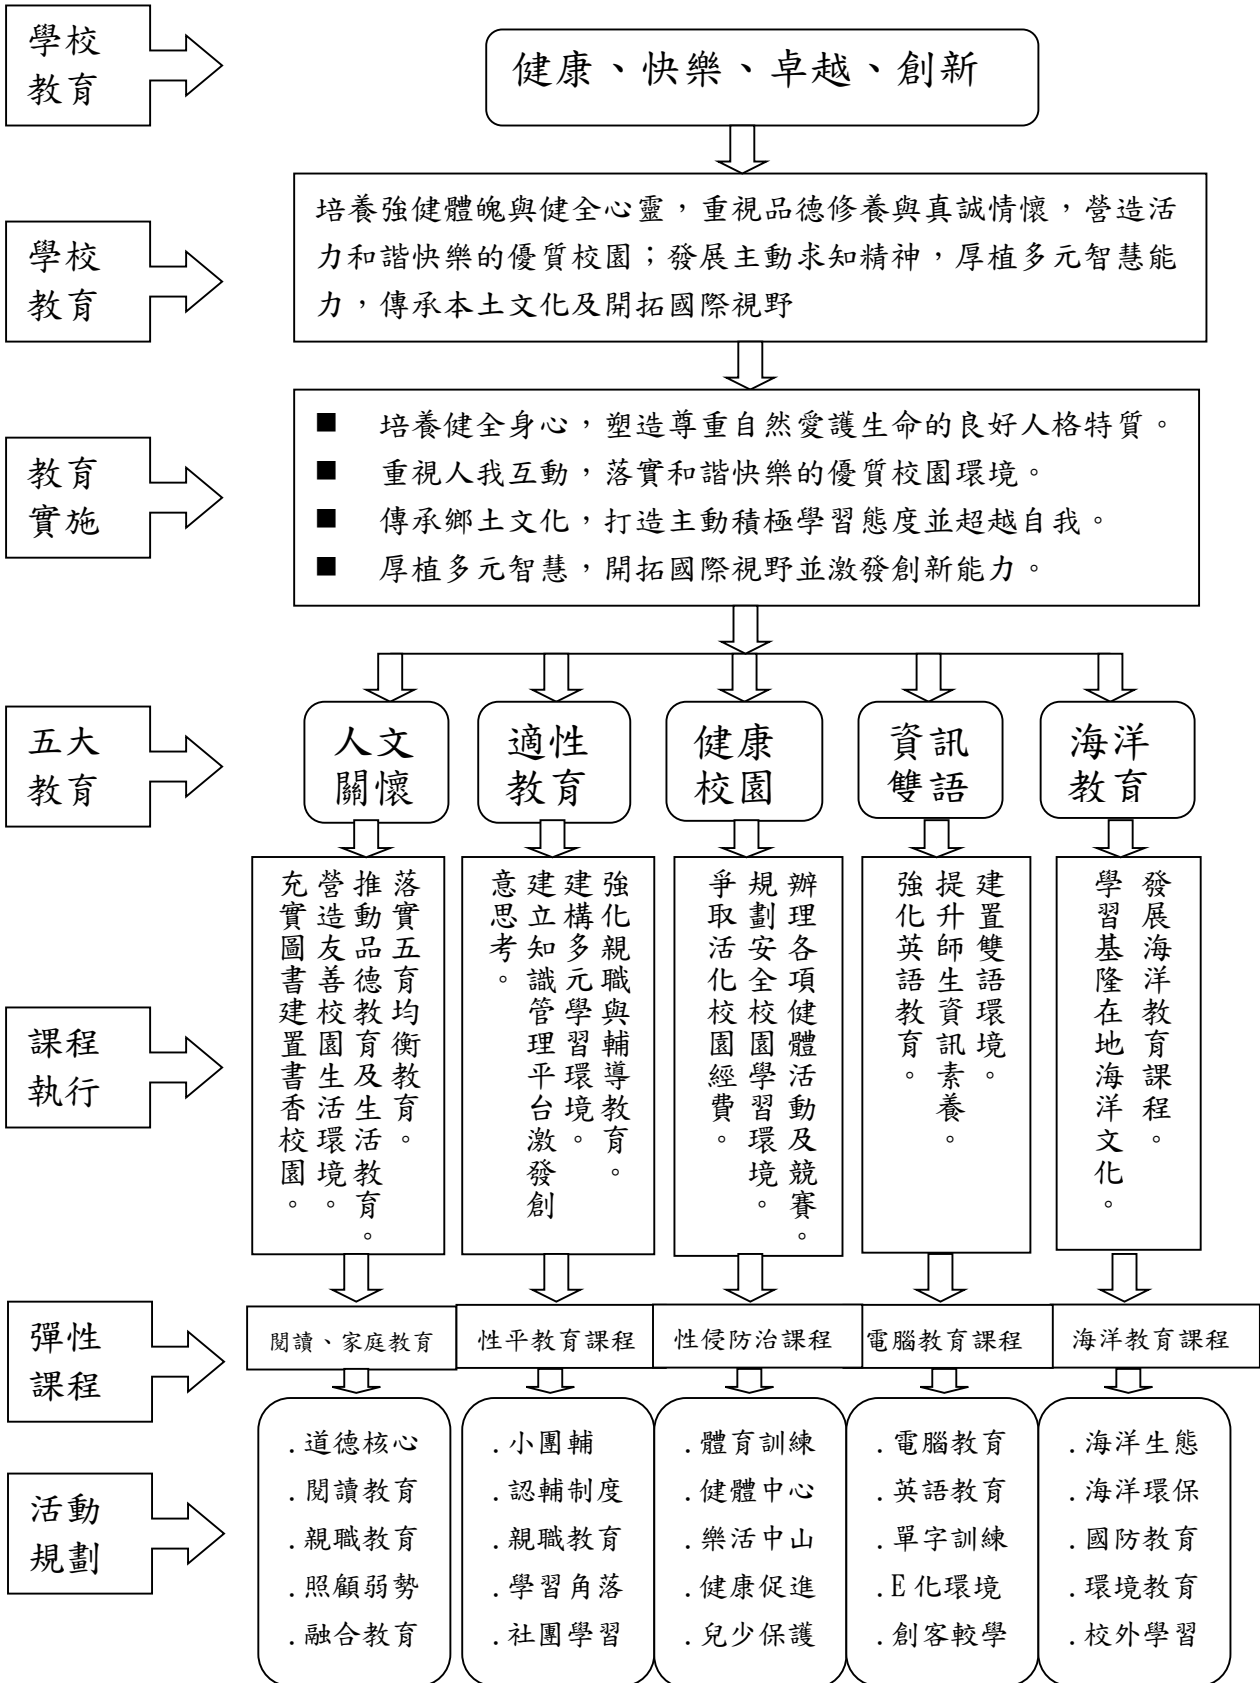 學校
教育
健康、快樂、卓越、創新
學校
教育
培養強健體魄與健全心靈，重視品德修養與真誠情懷，營造活
力和諧快樂的優質校園；發展主動求知精神，厚植多元智慧能
力，傳承本土文化及開拓國際視野
教育
實施
■ 培養健全身心，塑造尊重自然愛護生命的良好人格特質。
■ 重視人我互動，落實和諧快樂的優質校園環境。
■ 傳承鄉土文化，打造主動積極學習態度並超越自我。
■ 厚植多元智慧，開拓國際視野並激發創新能力。
五大
教育
人文
關懷
適性
教育
健康
校園
資訊
雙語
海洋
教育
課程
執行
落實五育均衡教育。
推動品德教育及生活教育。
營造友善校園生活環境。
充實圖書建置書香校園。
強化親職與輔導教育。
建構多元學習環境。
建立知識管理平台激發創
意思考。
辦理各項健體活動及競賽。
規劃安全校園學習環境。
爭取活化校園經費。
建置雙語環境。
提升師生資訊素養。
強化英語教育。
發展海洋教育課程。
學習基隆在地海洋文化。
彈性
課程
閱讀、家庭教育
性平教育課程
性侵防治課程
電腦教育課程
海洋教育課程
活動
規劃
.道德核心
.閱讀教育
.親職教育
.照顧弱勢
.融合教育
.小團輔
.認輔制度
.親職教育
.學習角落
.社團學習
.體育訓練
.健體中心
.樂活中山
.健康促進
.兒少保護
.電腦教育
.英語教育
.單字訓練
.E化環境
.創客較學
.海洋生態
.海洋環保
.國防教育
.環境教育
.校外學習